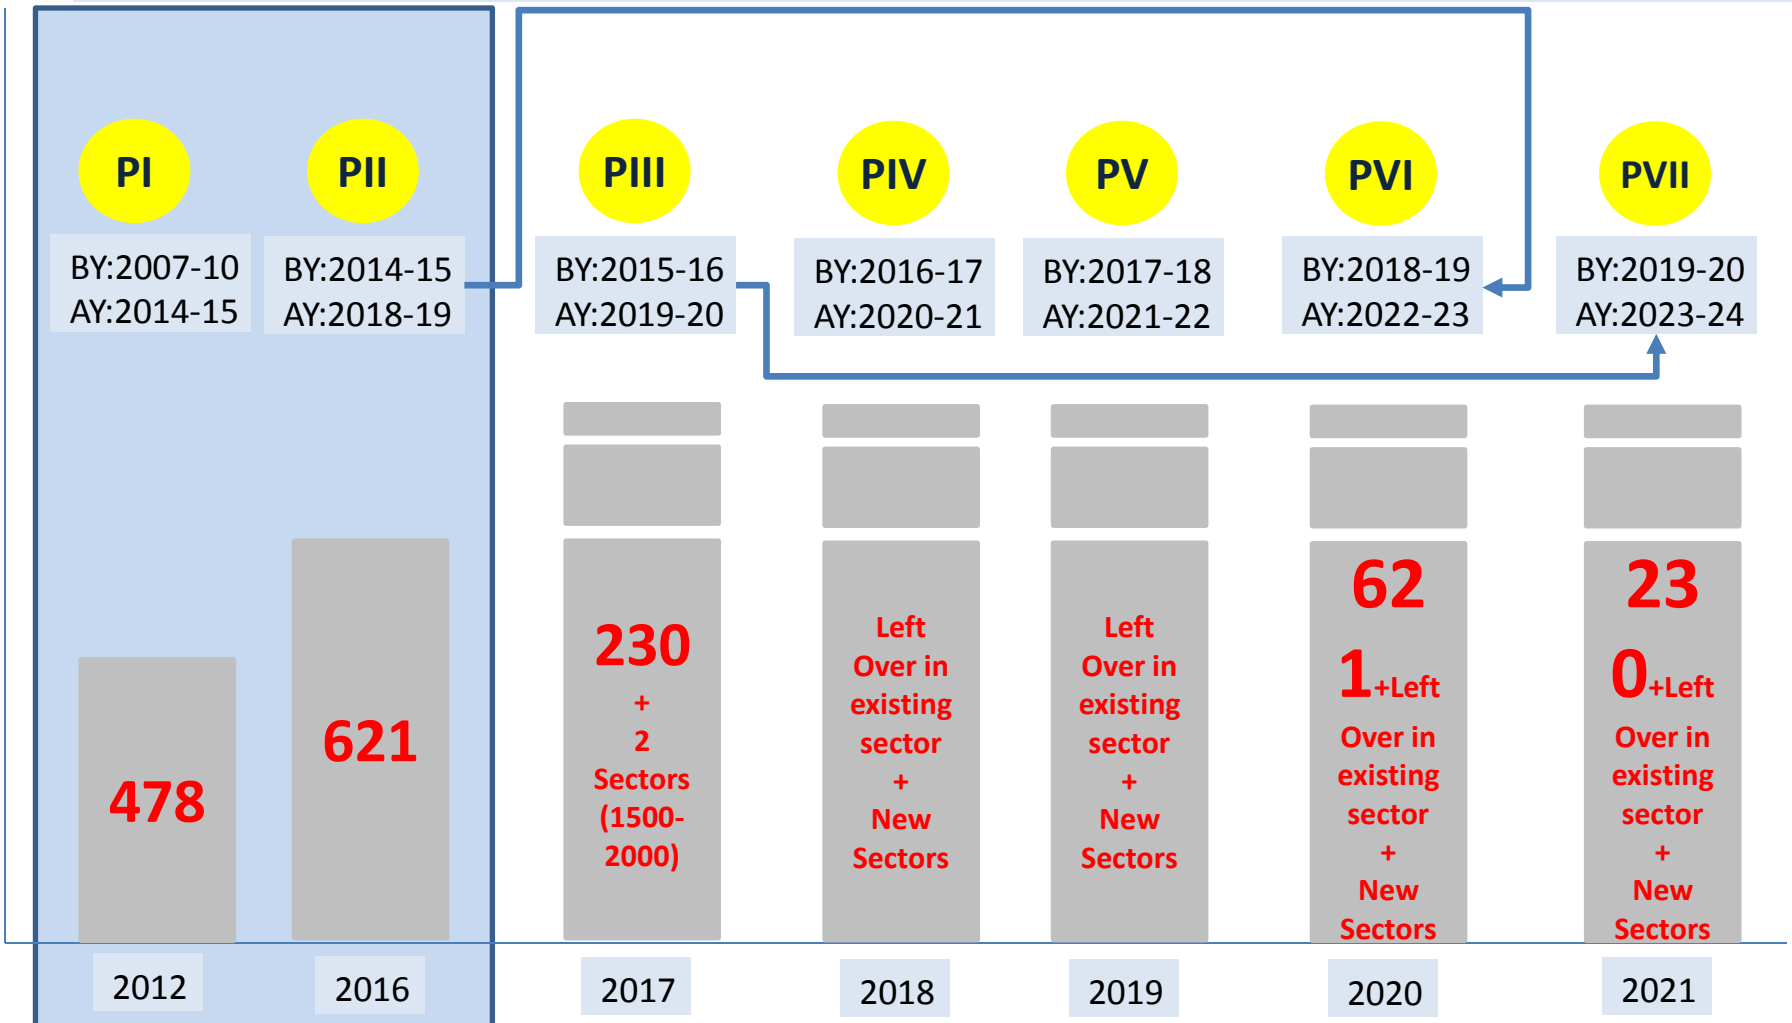 PI
PII
PIII
PIV
PV
PVI
PVII
BY:2007-10
AY:2014-15
BY:2014-15
AY:2018-19
BY:2015-16
AY:2019-20
BY:2016-17
AY:2020-21
BY:2017-18
AY:2021-22
BY:2018-19
AY:2022-23
BY:2019-20
AY:2023-24
478
621
230
+
2
Sectors
(1500-
2000)
Left
Over in
existing
sector
+
New
Sectors
Left
Over in
existing
sector
+
New
Sectors
62
1+Left
Over in
existing
sector
+
New
Sectors
23
0+Left
Over in
existing
sector
+
New
Sectors
2012
2016
2017
2018
2019
2020
2021